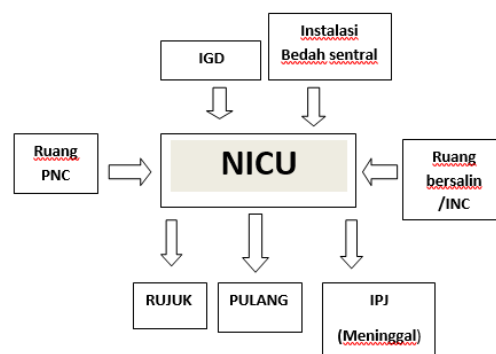 IGD
Instalasi
Bedah sentral
Ruang
PNC
NICU
Ruang
bersalin
/INC
RUJUK
PULANG
IPJ
(Meninggal)